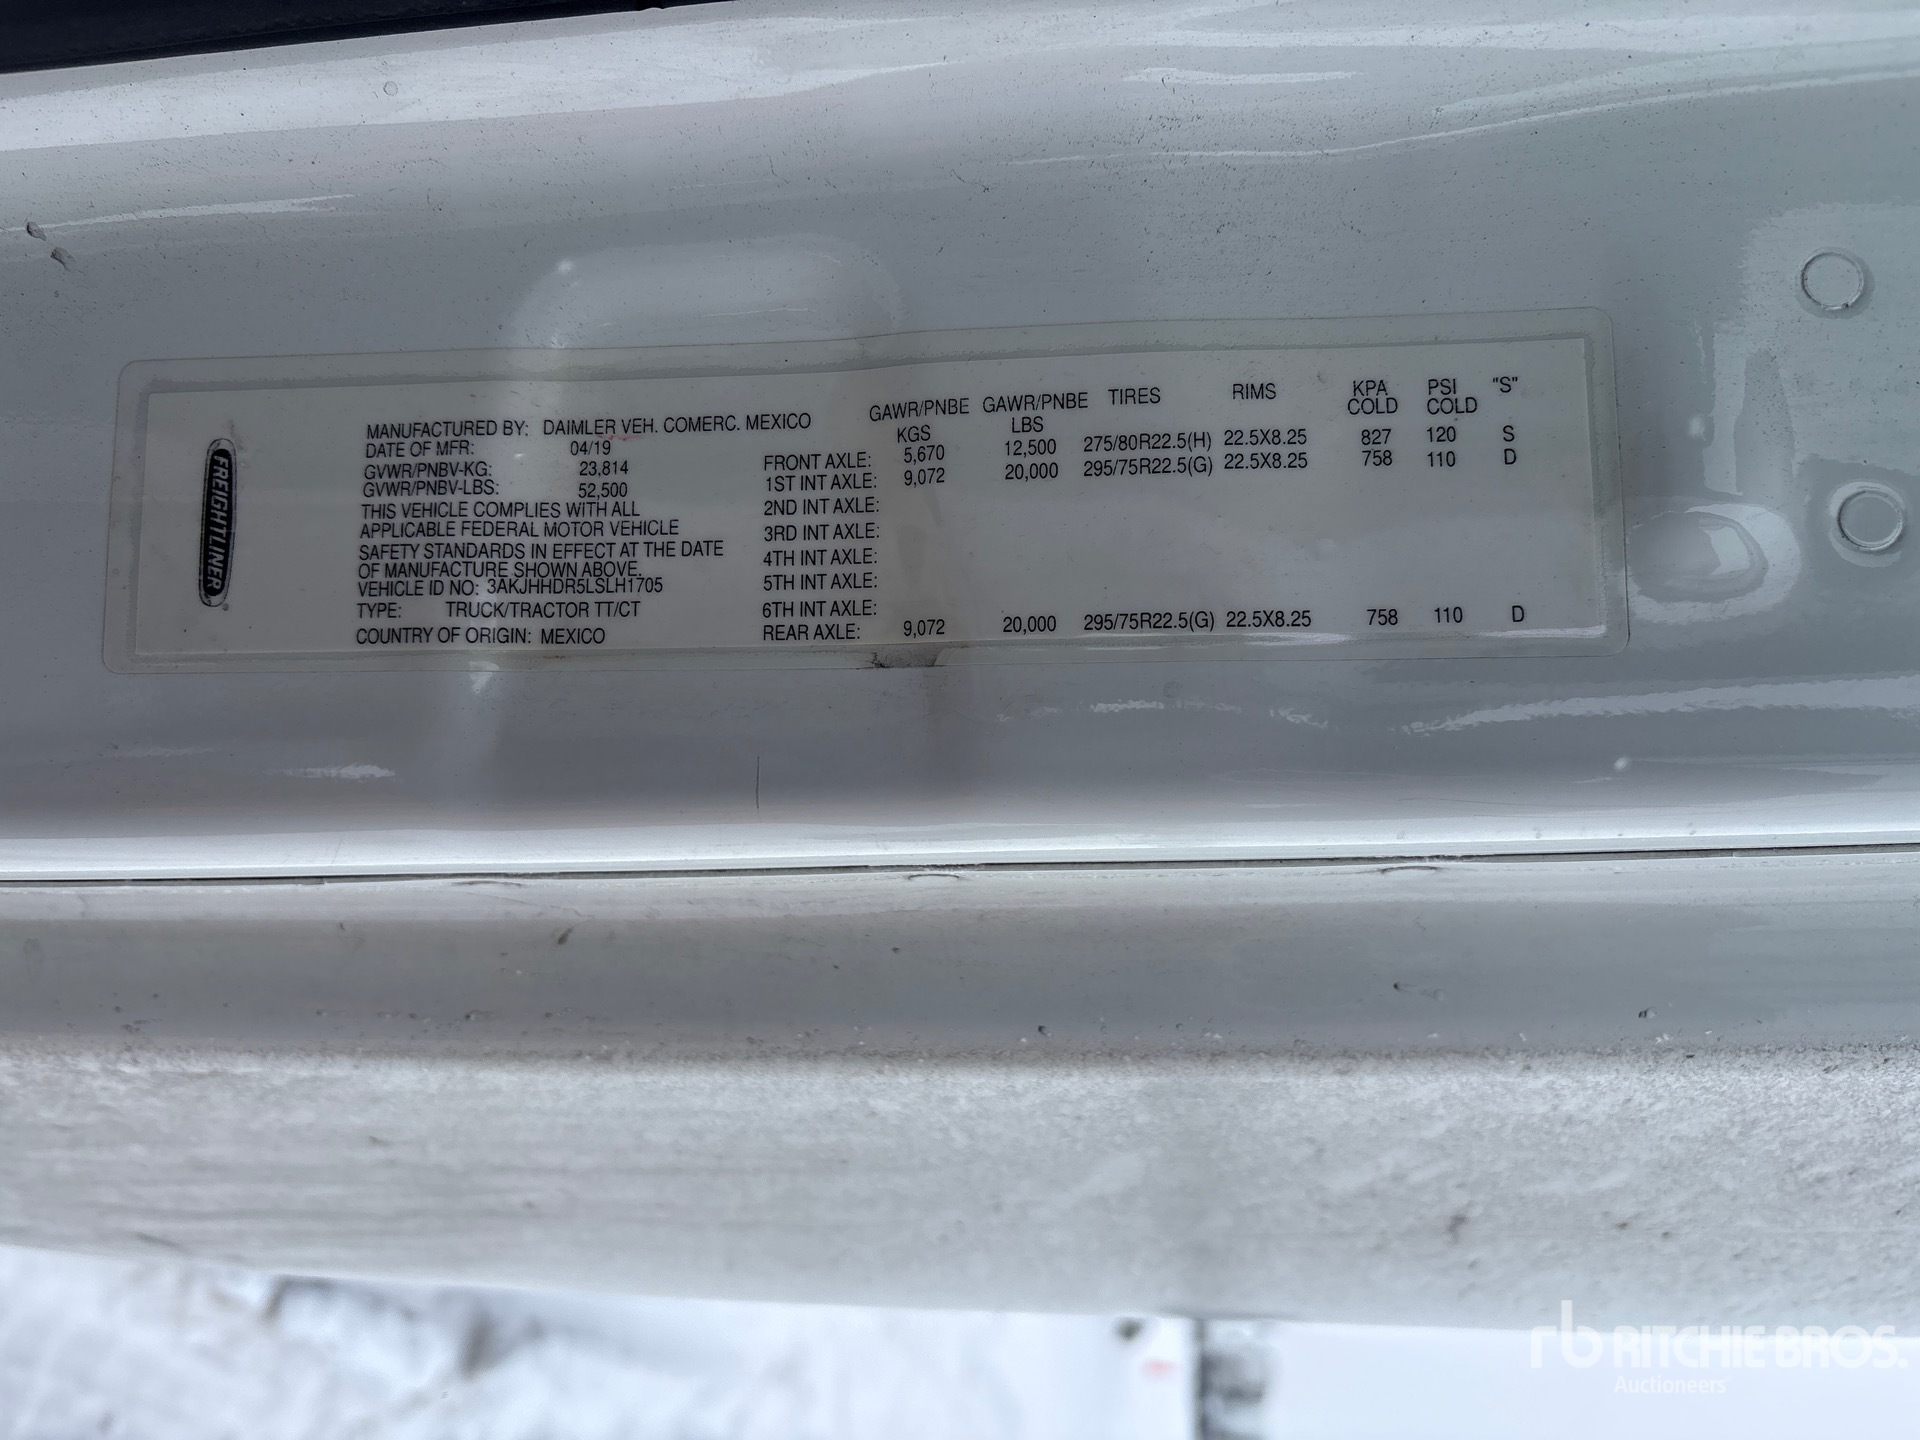 FREIGHTLINER
MANUFACTURED BY: DAIMLER VEH. COMERC. MEXICO
DATE OF MFR: 04/19
GVWR/PNBV-KG: 23,814
GVWR/PNBV-LBS: 52,500
THIS VEHICLE COMPLIES WITH ALL
APPLICABLE FEDERAL MOTOR VEHICLE
SAFETY STANDARDS IN EFFECT AT THE DATE
OF MANUFACTURE SHOWN ABOVE.
VEHICLE ID NO: 3AKJHHDR5LSLH1705
TYPE: TRUCK/TRACTOR TT/CT
COUNTRY OF ORIGIN: MEXICO
GAWR/PNBE GAWR/PNBE TIRES RIMS KPA PSI "S"
KGS LBS COLD COLD
FRONT AXLE: 5,670 12,500 275/80R22.5(H) 22.5X8.25 827 120 S
1ST INT AXLE: 9,072 20,000 295/75R22.5(G) 22.5X8.25 758 110 D
2ND INT AXLE:
3RD INT AXLE:
4TH INT AXLE:
5TH INT AXLE:
6TH INT AXLE:
REAR AXLE: 9,072 20,000 295/75R22.5(G) 22.5X8.25 758 110 D
rb RITCHIE BROS.
Auctioneers